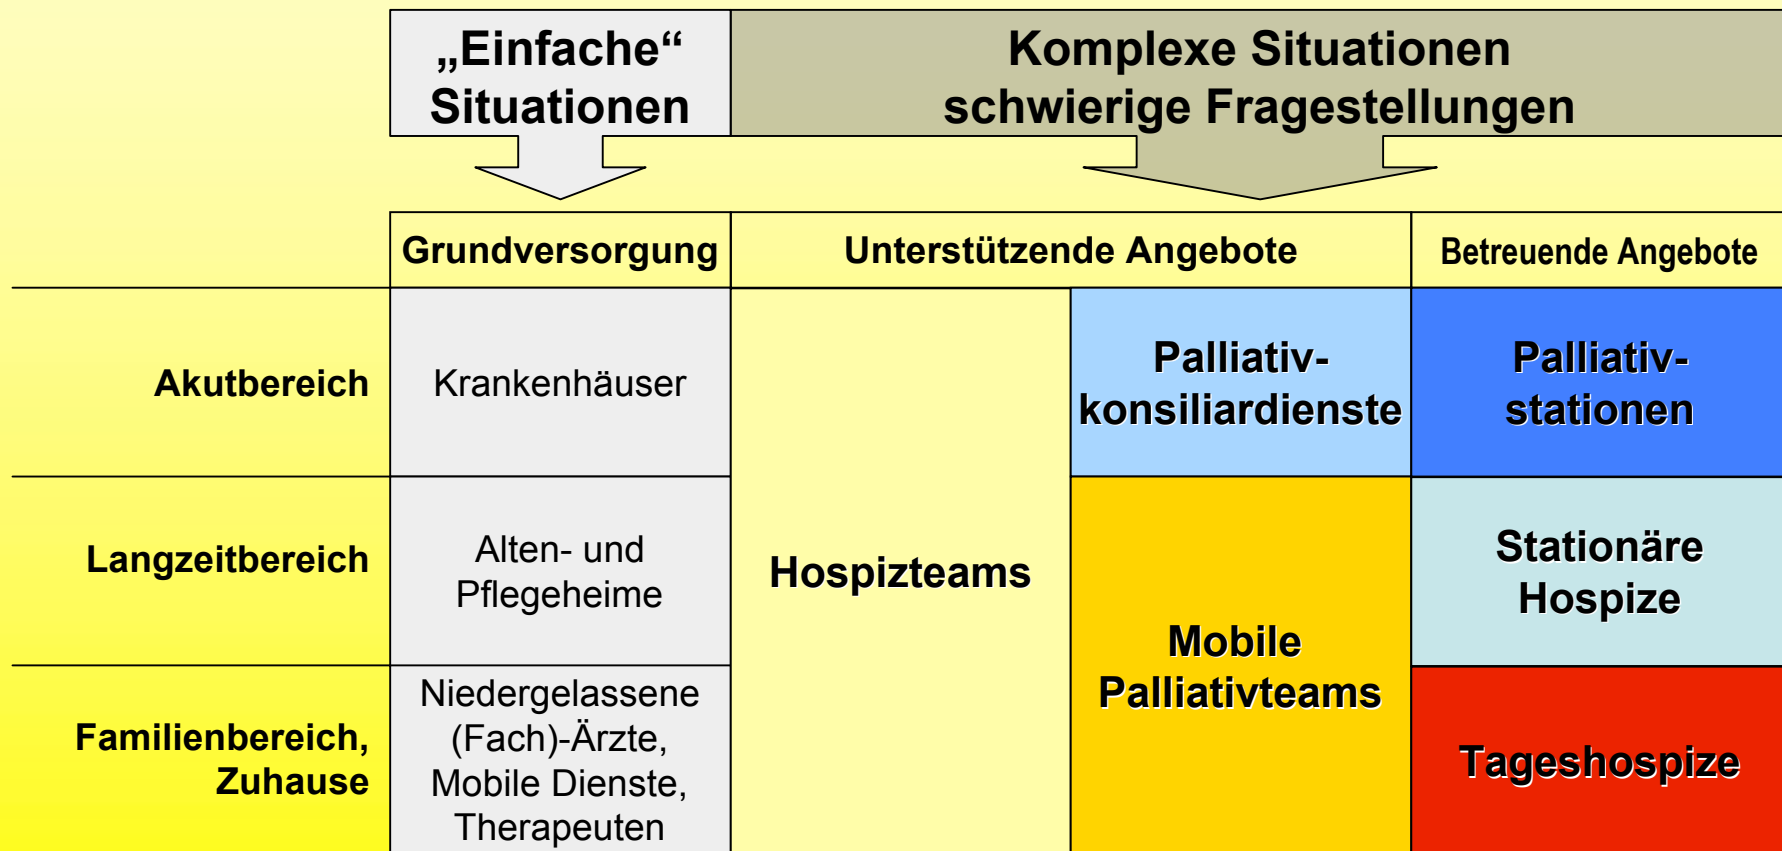 „Einfache“
Situationen
Komplexe Situationen
schwierige Fragestellungen
Grundversorgung
Unterstützende Angebote
Betreuende Angebote
Akutbereich
Krankenhäuser
Palliativ-
konsiliardienste
Palliativ-
stationen
Langzeitbereich
Alten- und
Pflegeheime
Hospizteams
Stationäre
Hospize
Mobile
Palliativteams
Familienbereich,
Zuhause
Niedergelassene
(Fach)-Ärzte,
Mobile Dienste,
Therapeuten
Tageshospize